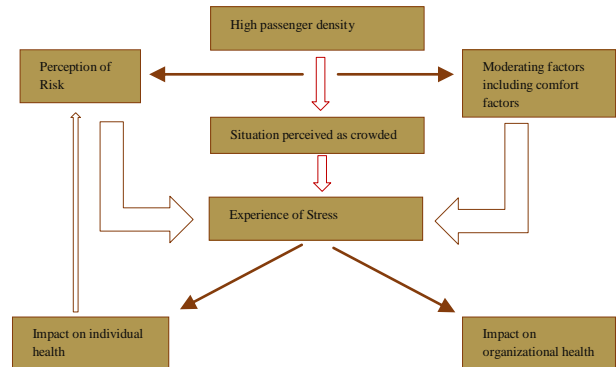 High passenger density
Perception of
Risk
Moderating factors
including comfort
factors
Situation perceived as crowded
Experience of Stress
Impact on individual
health
Impact on
organizational health